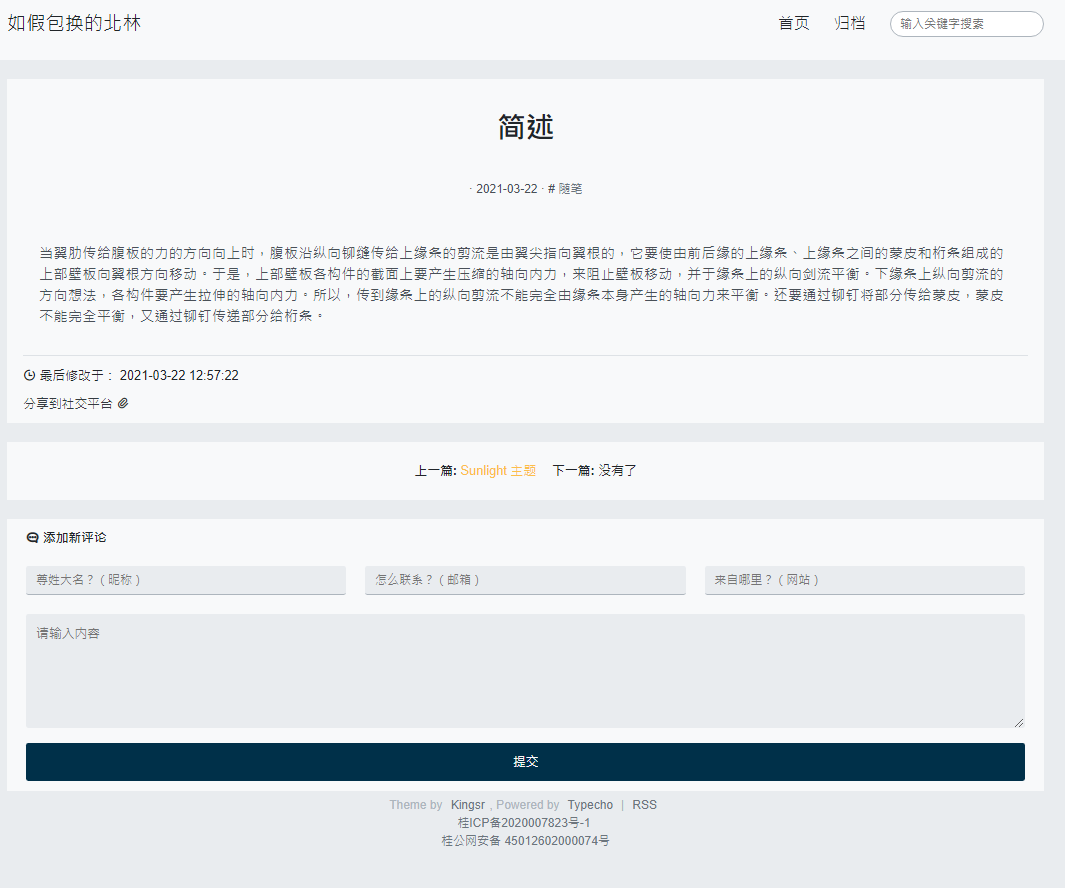 如假包换的北林
首页 归档 输入关键字搜索
简述
· 2021-03-22 · # 随笔
当翼肋传给腹板的力的方向向上时，腹板沿纵向铆缝传给上缘条的剪流是由翼尖指向翼根的，它要使由前后缘的上缘条、上缘条之间的蒙皮和桁条组成的
上部壁板向翼根方向移动。于是，上部壁板各构件的截面上要产生压缩的轴向内力，来阻止壁板移动，并于缘条上的纵向剑流平衡。下缘条上纵向剪流的
方向想法，各构件要产生拉伸的轴向内力。所以，传到缘条上的纵向剪流不能完全由缘条本身产生的轴向力来平衡。还要通过铆钉将部分传给蒙皮，蒙皮
不能完全平衡，又通过铆钉传递部分给桁条。
最后修改于： 2021-03-22 12:57:22
分享到社交平台
上一篇: Sunlight 主题 下一篇: 没有了
添加新评论
尊姓大名？（昵称） 怎么联系？（邮箱） 来自哪里？（网站）
请输入内容
提交
Theme by Kingsr , Powered by Typecho | RSS
桂ICP备2020007823号-1
桂公网安备 45012602000074号